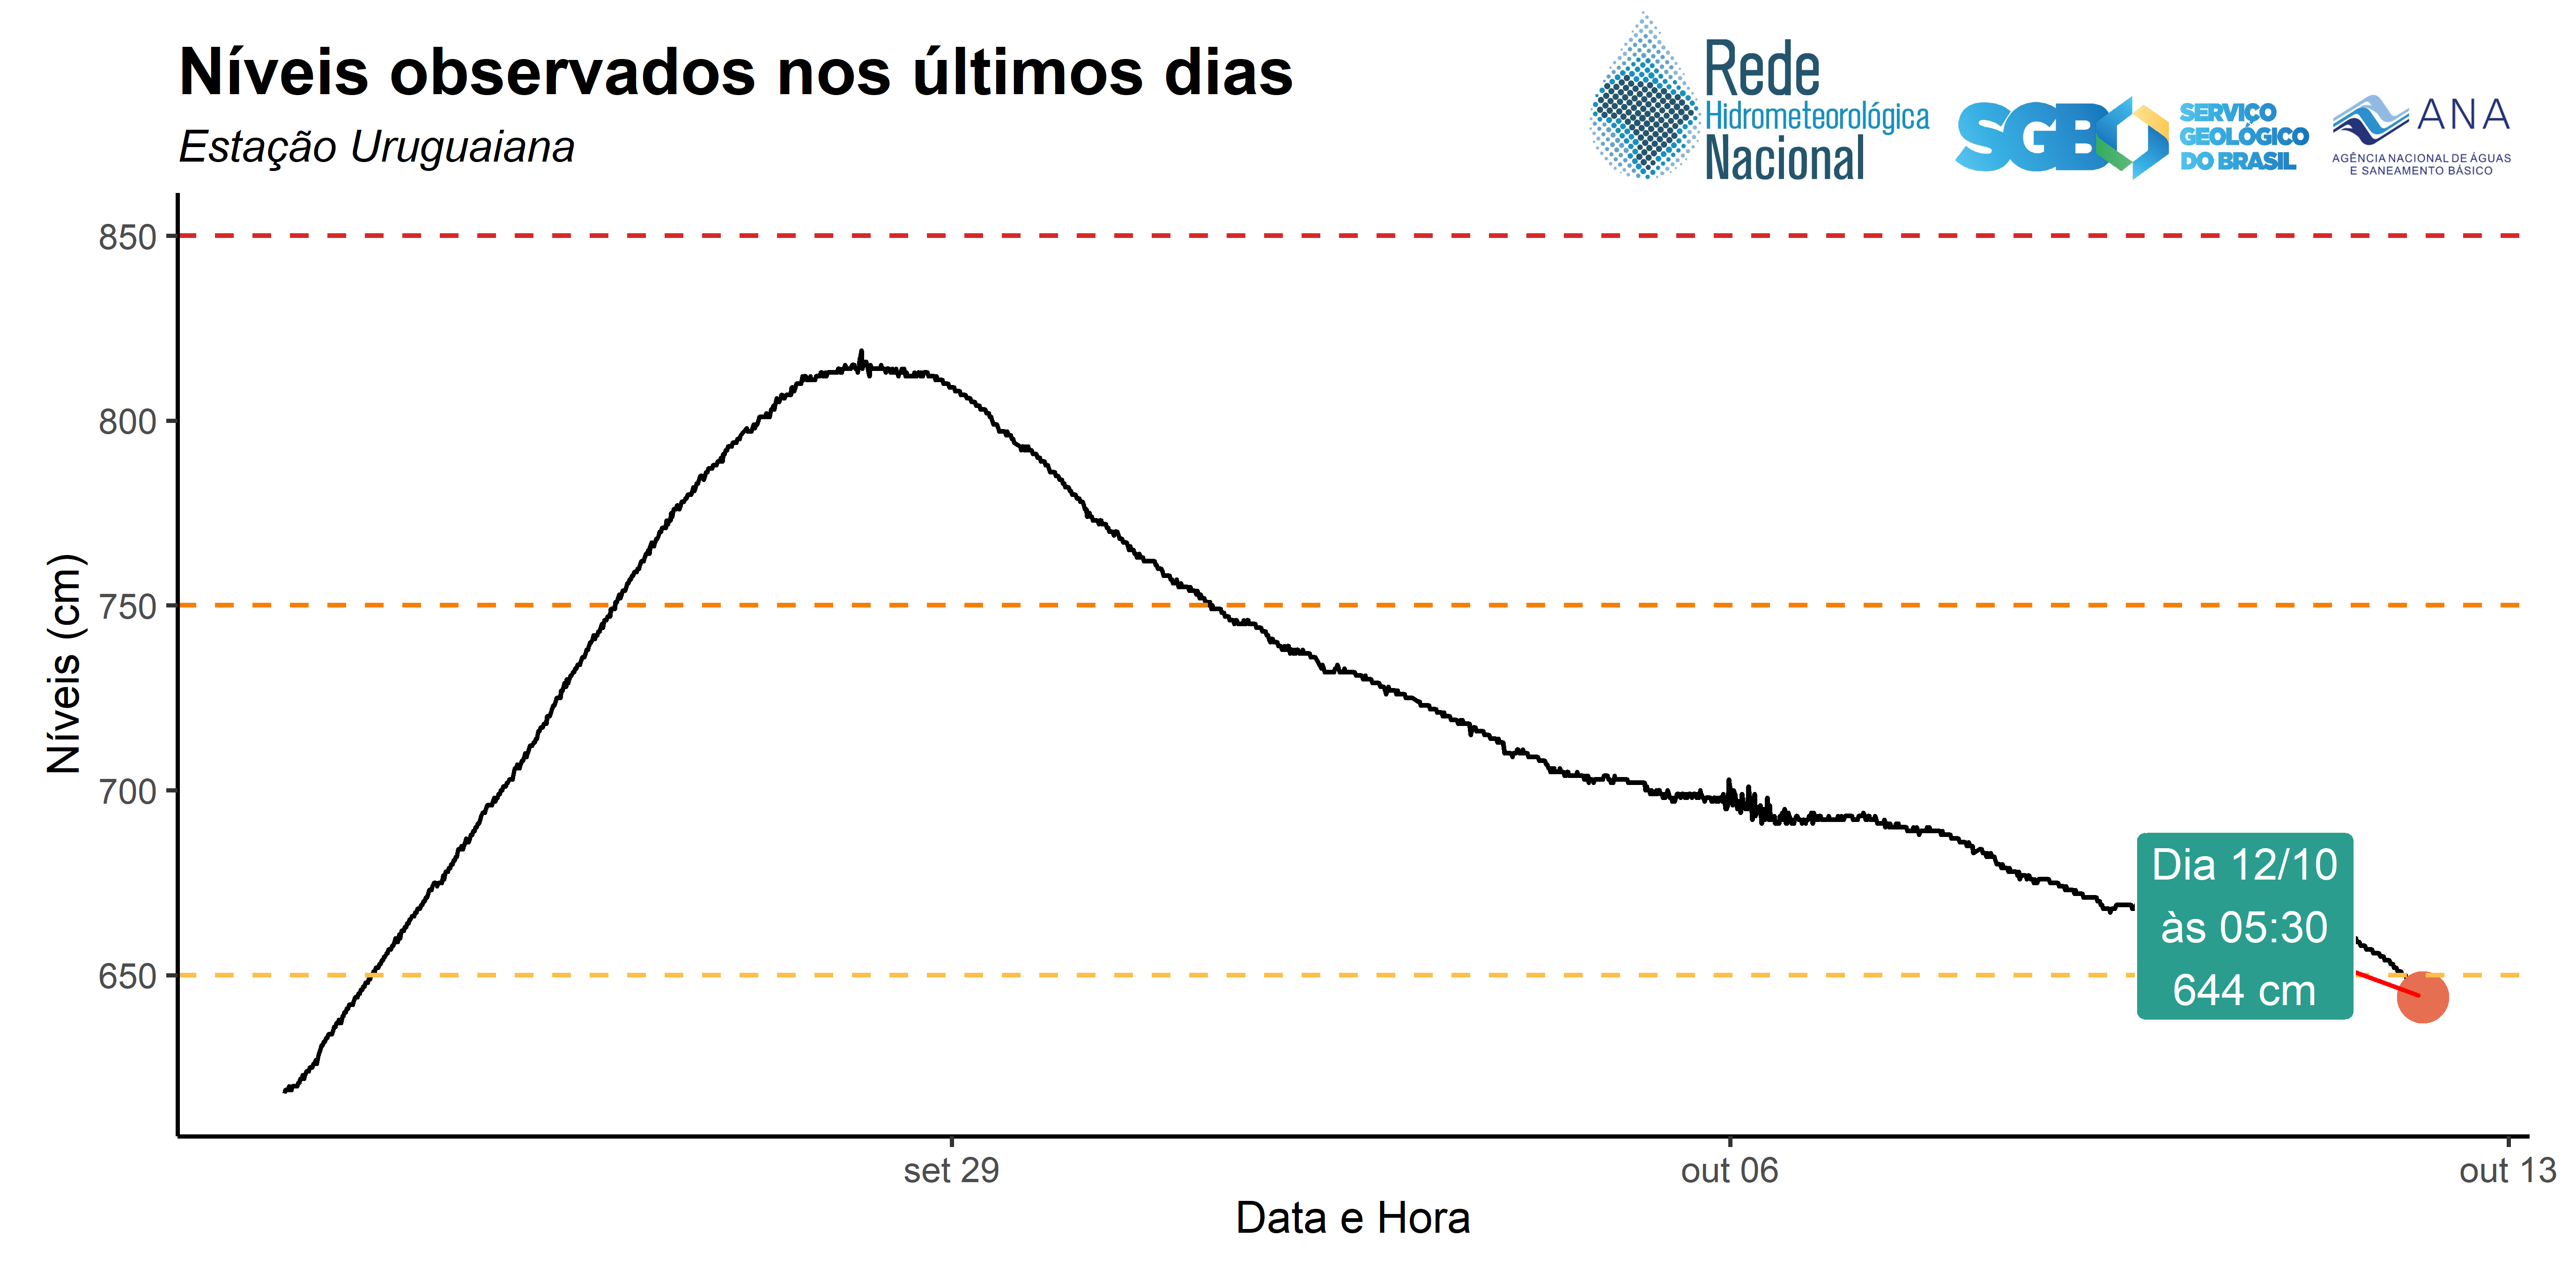 Níveis observados nos últimos dias
Estação Uruguaiana
Rede
Hidrometeorológica
Nacional
SGB
SERVIÇO
GEOLÓGICO
DO BRASIL
ANA
AGÊNCIA NACIONAL DE ÁGUAS
E SANEAMENTO BÁSICO
Níveis (cm)
850
800
750
700
650
Dia 12/10
às 05:30
644 cm
set 29
out 06
out 13
Data e Hora